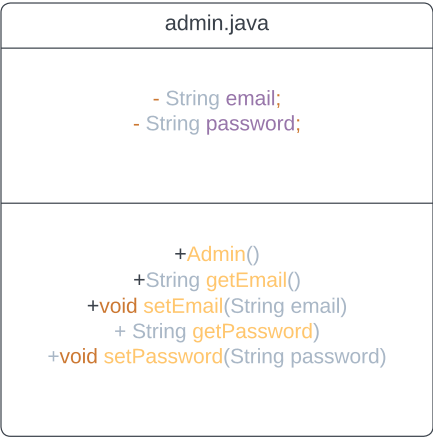 admin.java
- String email;
- String password;
+Admin()
+String getEmail()
+void setEmail(String email)
+ String getPassword)
+void setPassword(String password)